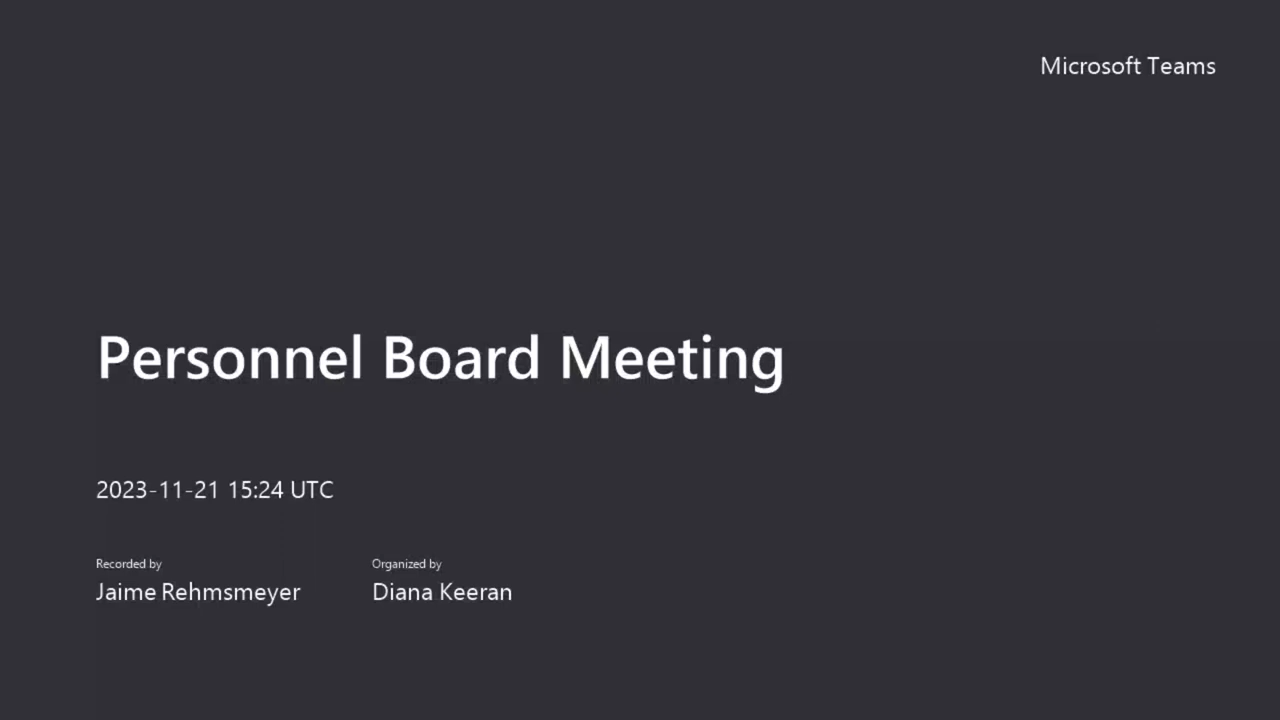 Microsoft Teams
Personnel Board Meeting
2023-11-21 15:24 UTC
Recorded by
Organized by
Jaime Rehmsmeyer
Diana Keeran